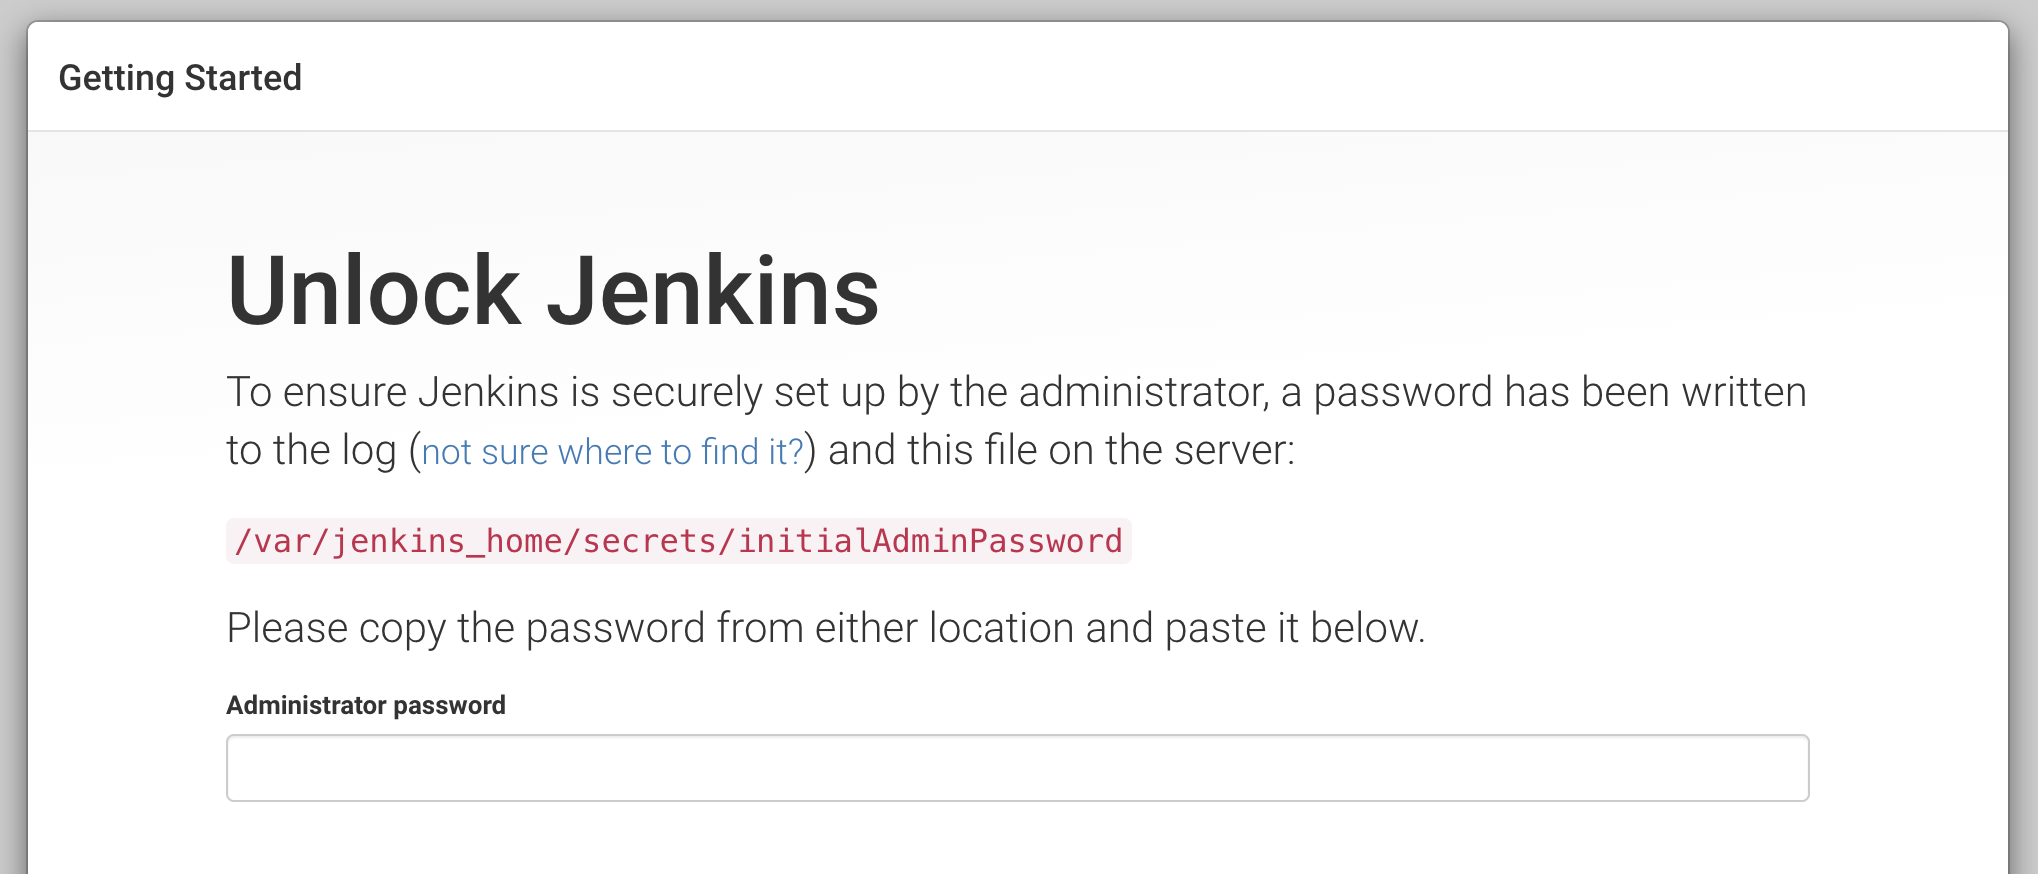 Getting Started
Unlock Jenkins
To ensure Jenkins is securely set up by the administrator, a password has been written
to the log (not sure where to find it?) and this file on the server:
/var/jenkins_home/secrets/initialAdminPassword
Please copy the password from either location and paste it below.
Administrator password